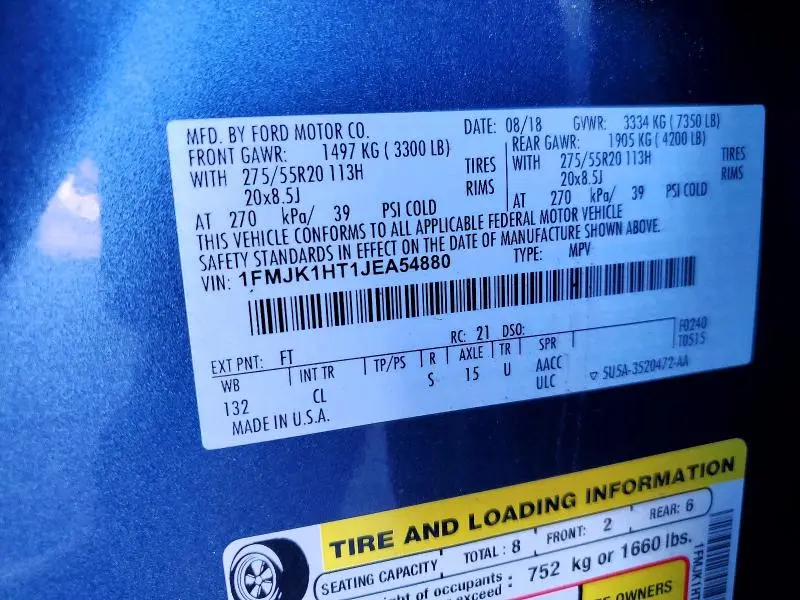 MFD. BY FORD MOTOR CO.
DATE: 08/18 GVWR: 3334 KG ( 7350 LB)
FRONT GAWR: 1497 KG ( 3300 LB)
WITH 275/55R20 113H TIRES
20x8.5J RIMS
AT 270 kPa/ 39 PSI COLD
REAR GAWR: 1905 KG ( 4200 LB)
WITH 275/55R20 113H TIRES
20x8.5J RIMS
AT 270 kPa/ 39 PSI COLD
THIS VEHICLE CONFORMS TO ALL APPLICABLE FEDERAL MOTOR VEHICLE
SAFETY STANDARDS IN EFFECT ON THE DATE OF MANUFACTURE SHOWN ABOVE.
VIN: 1FMJK1HT1JEA54880 TYPE: MPV
EXT PNT: FT RC: 21 DSO: F0240
T0515
WB INT TR TP/PS R AXLE TR SPR
132 CL S 15 U AACC
ULC
▽ 5U5A-3520472-AA
MADE IN U.S.A.
TIRE AND LOADING INFORMATION
SEATING CAPACITY TOTAL : 8 FRONT: 2 REAR: 6
of occupants : 752 kg or 1660 lbs.
exceed
OWNERS